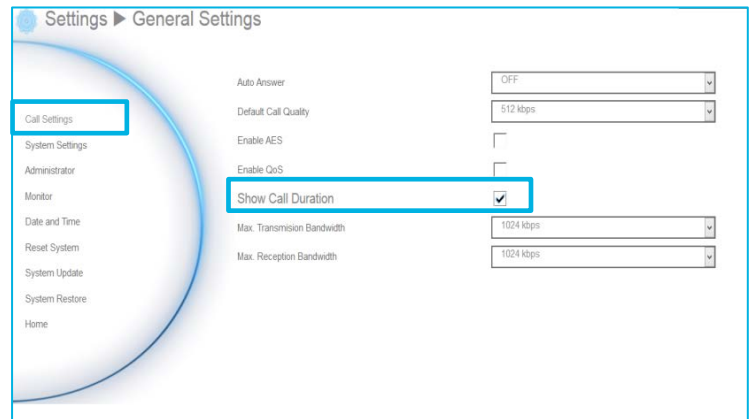 Settings ▶ General Settings
Call Settings
System Settings
Administrator
Monitor
Date and Time
Reset System
System Update
System Restore
Home
Auto Answer OFF
Default Call Quality 512 kbps
Enable AES
Enable QoS
Show Call Duration
Max. Transmision Bandwidth 1024 kbps
Max. Reception Bandwidth 1024 kbps